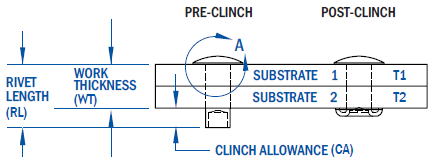 PRE-CLINCH POST-CLINCH
A
RIVET
LENGTH
(RL)
WORK
THICKNESS
(WT)
SUBSTRATE 1 T1
SUBSTRATE 2 T2
CLINCH ALLOWANCE (CA)